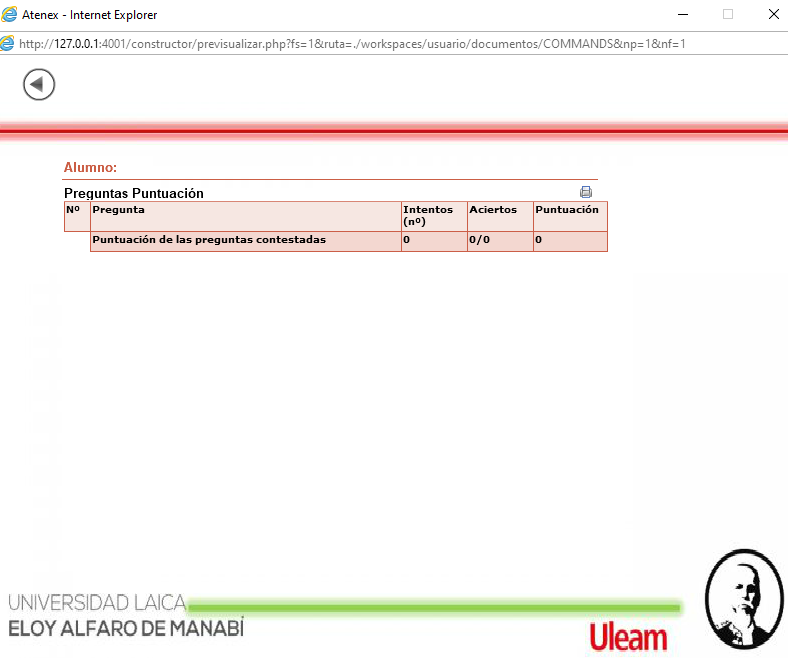 Atenex - Internet Explorer
http://127.0.0.1:4001/constructor/previsualizar.php?fs=1&ruta=./workspaces/usuario/documentos/COMMANDS&np=1&nf=1
Alumno:
Preguntas Puntuación
Nº Pregunta Intentos (nº) Aciertos Puntuación
Puntuación de las preguntas contestadas 0 0/0 0
UNIVERSIDAD LAICA
ELOY ALFARO DE MANABÍ
Uleam